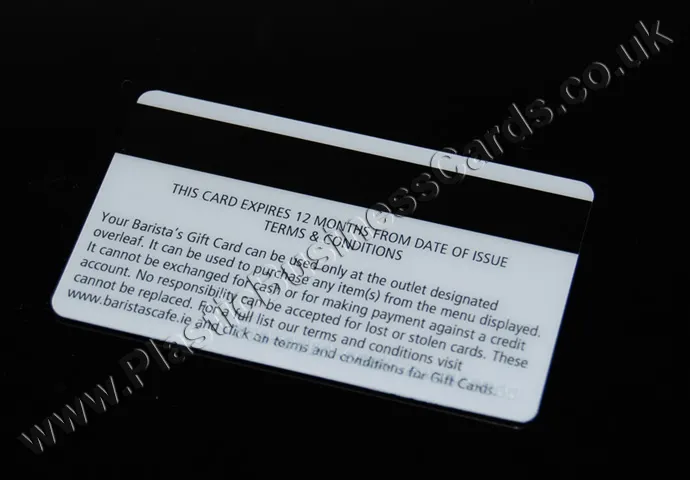 THIS CARD EXPIRES 12 MONTHS FROM DATE OF ISSUE
TERMS & CONDITIONS
Your Barista's Gift Card can be used only at the outlet designated
overleaf. It can be used to purchase any item(s) from the menu displayed.
It cannot be exchanged for cash or for making payment against a credit
account. No responsibility can be accepted for lost or stolen cards. These
cannot be replaced. For a full list our terms and conditions visit
www.baristascafe.ie and click on terms and conditions for Gift Cards.
www.PlasticbusinessCards.co.uk